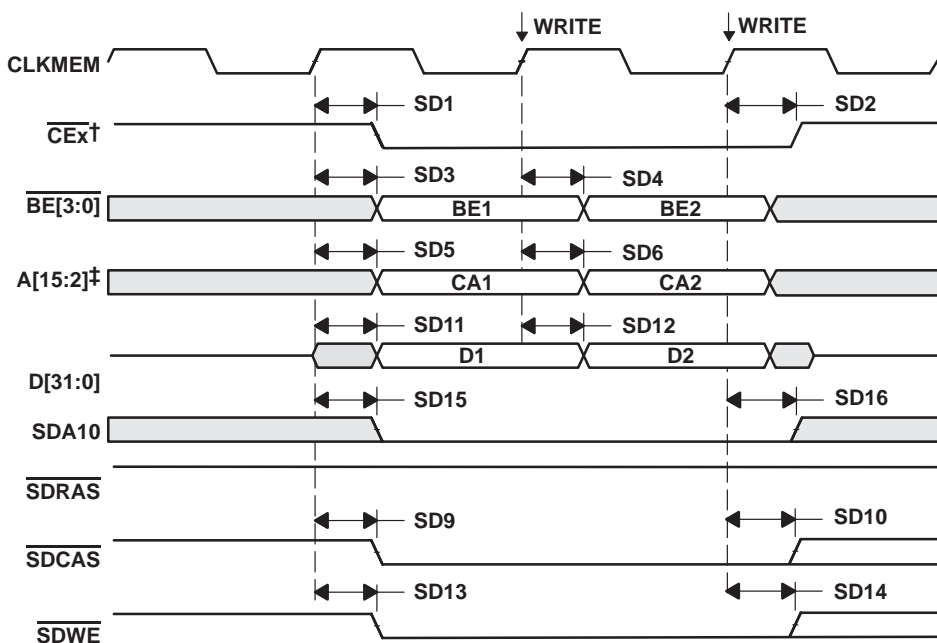 WRITE WRITE
CLKMEM
SD1 SD2
CEx†
SD3 SD4
BE[3:0] BE1 BE2
SD5 SD6
A[15:2]‡ CA1 CA2
SD11 SD12
D1 D2
D[31:0]
SD15 SD16
SDA10
SDRAS
SD9 SD10
SDCAS
SD13 SD14
SDWE